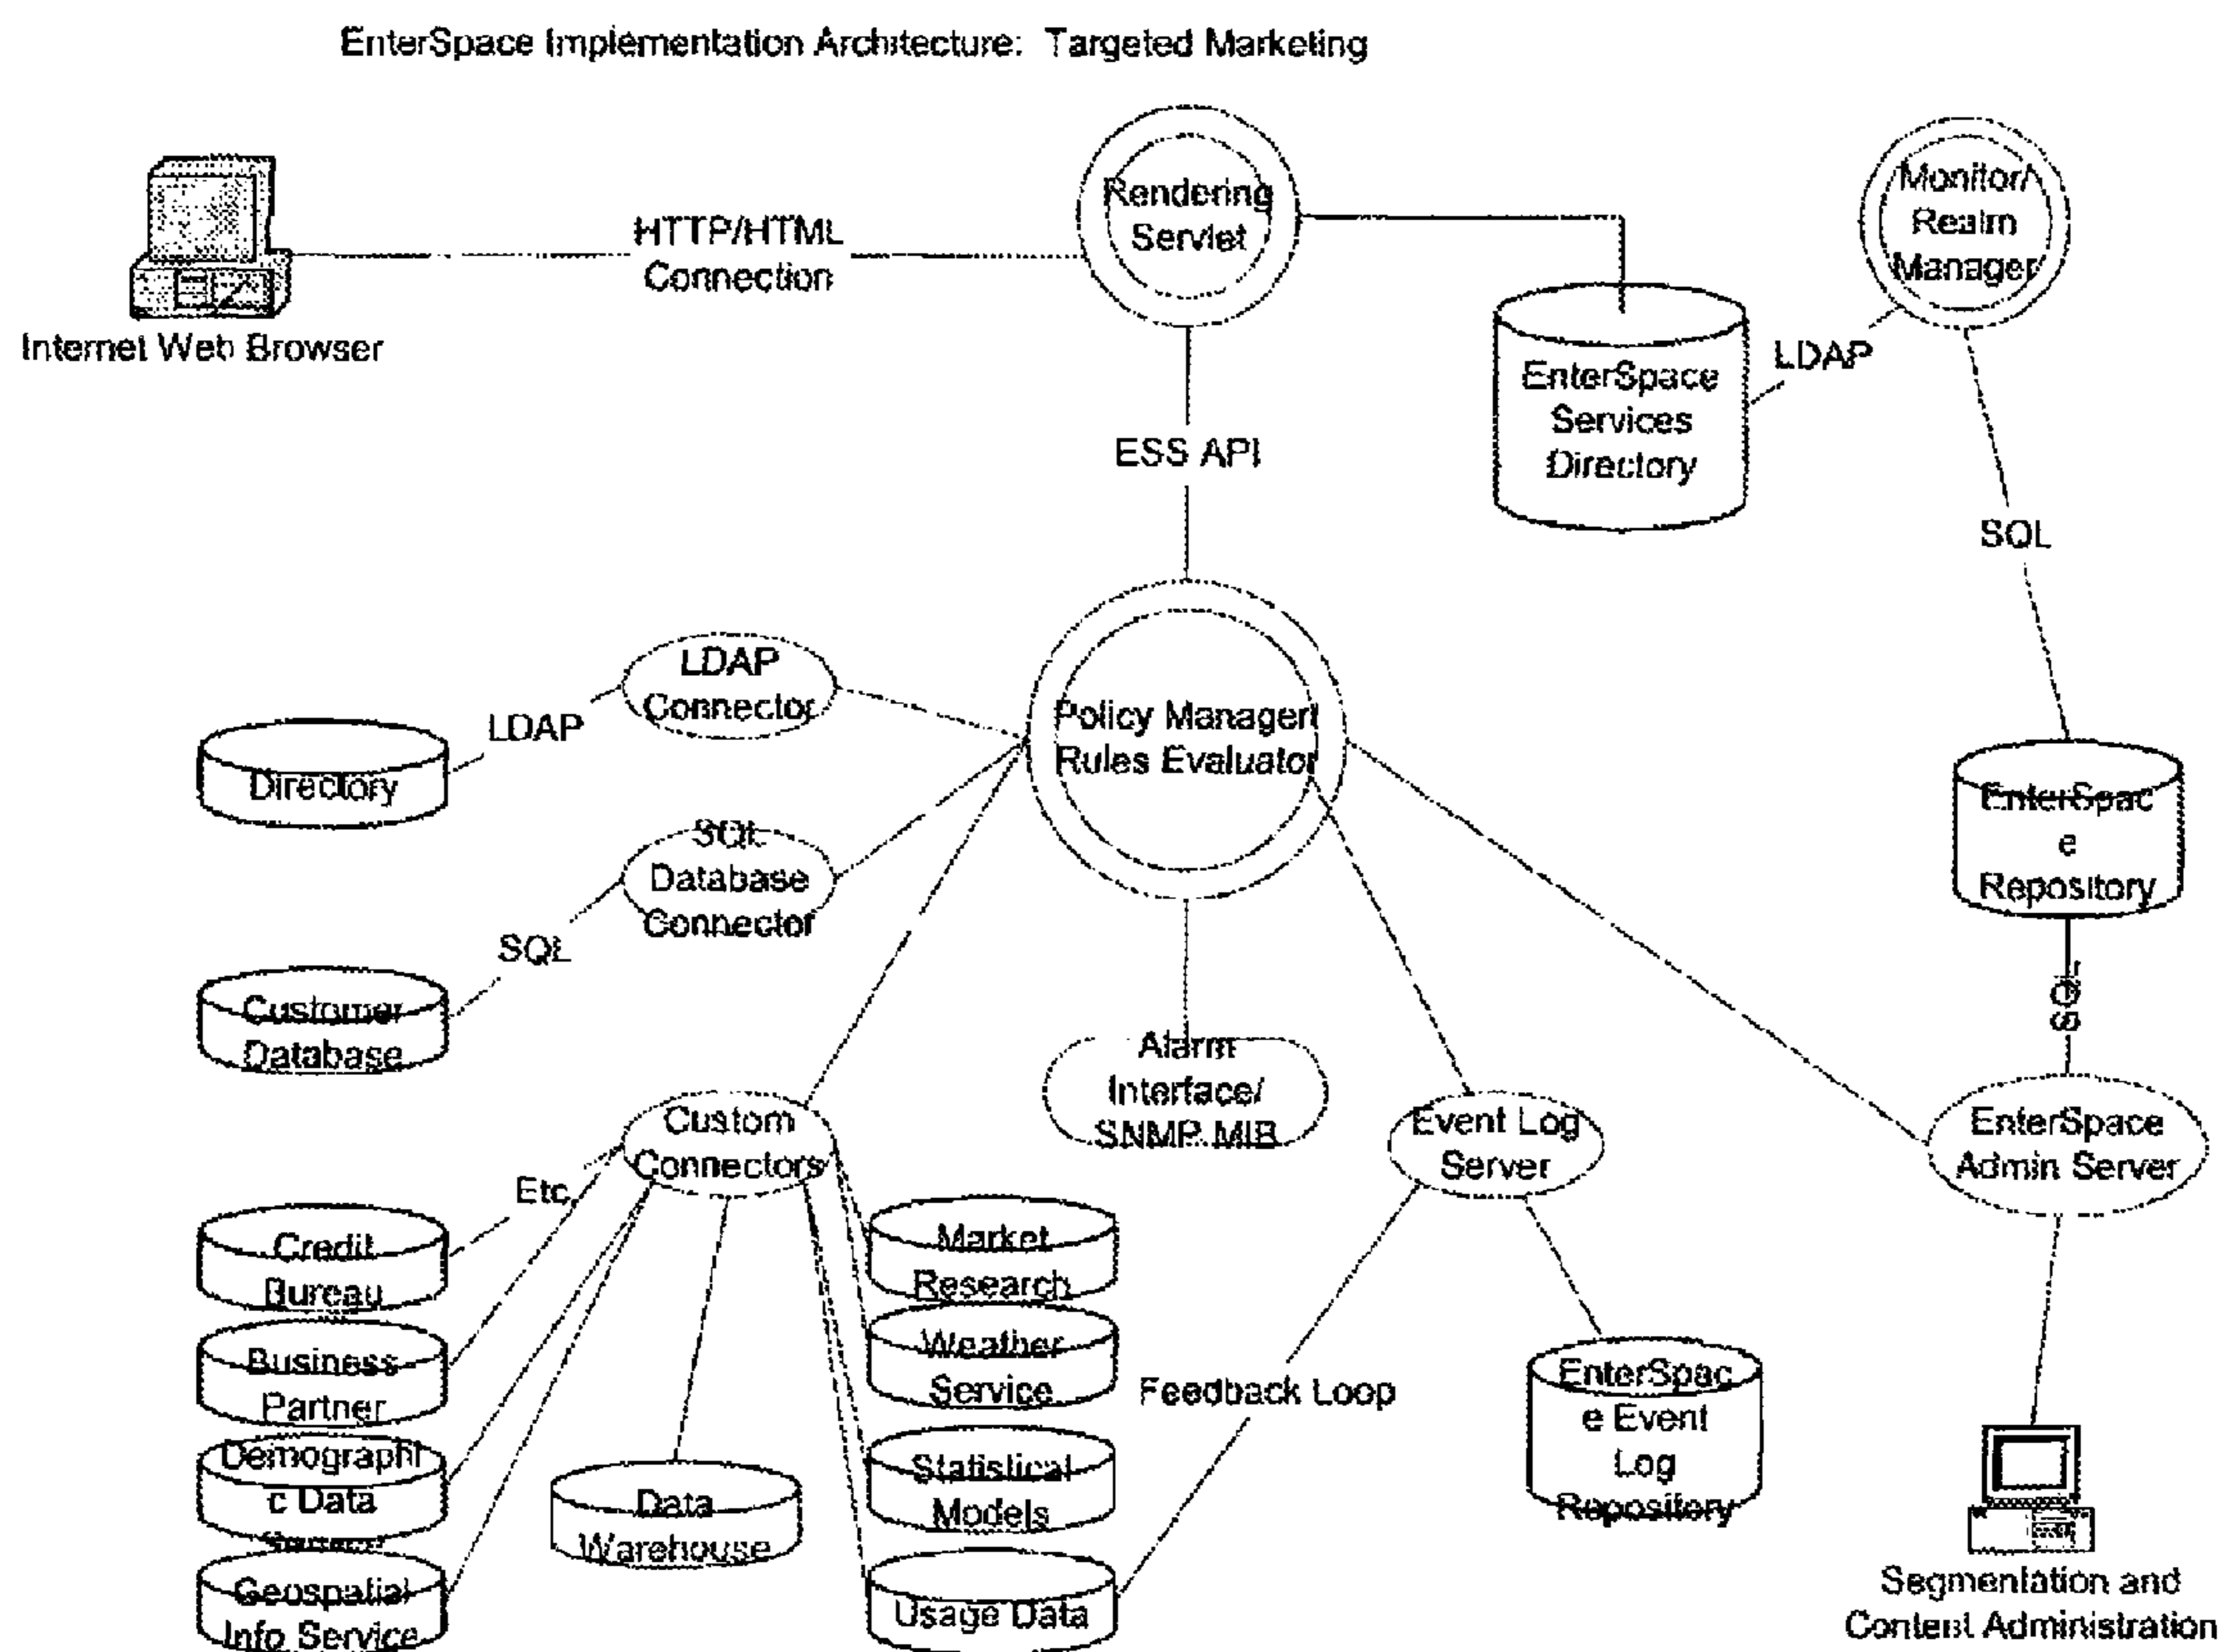 EnterSpace Implementation Architecture: Targeted Marketing
Rendering
Servlet
Monitor/
Realm
Manager
HTTP/HTML
Connection
Internet Web Browser
LDAP
EnterSpace
Services
Directory
ESS API
SQL
LDAP
Connector
LDAP
Directory
Policy Manager/
Rules Evaluator
EnterSpac
e
Repository
SQL
Database
Connector
SQL
Customer
Database
SQL
Alarm
Interface/
SNMP MIB
Custom
Connectors
Event Log
Server
EnterSpace
Admin Server
Etc.
Credit
Bureau
Market
Research
Business
Partner
Weather
Service
Feedback Loop
EnterSpac
e Event
Log
Repository
Demographi
c Data
Data
Warehouse
Statistical
Models
Geospatial
Info Service
Usage Data
Segmentation and
Content Administration